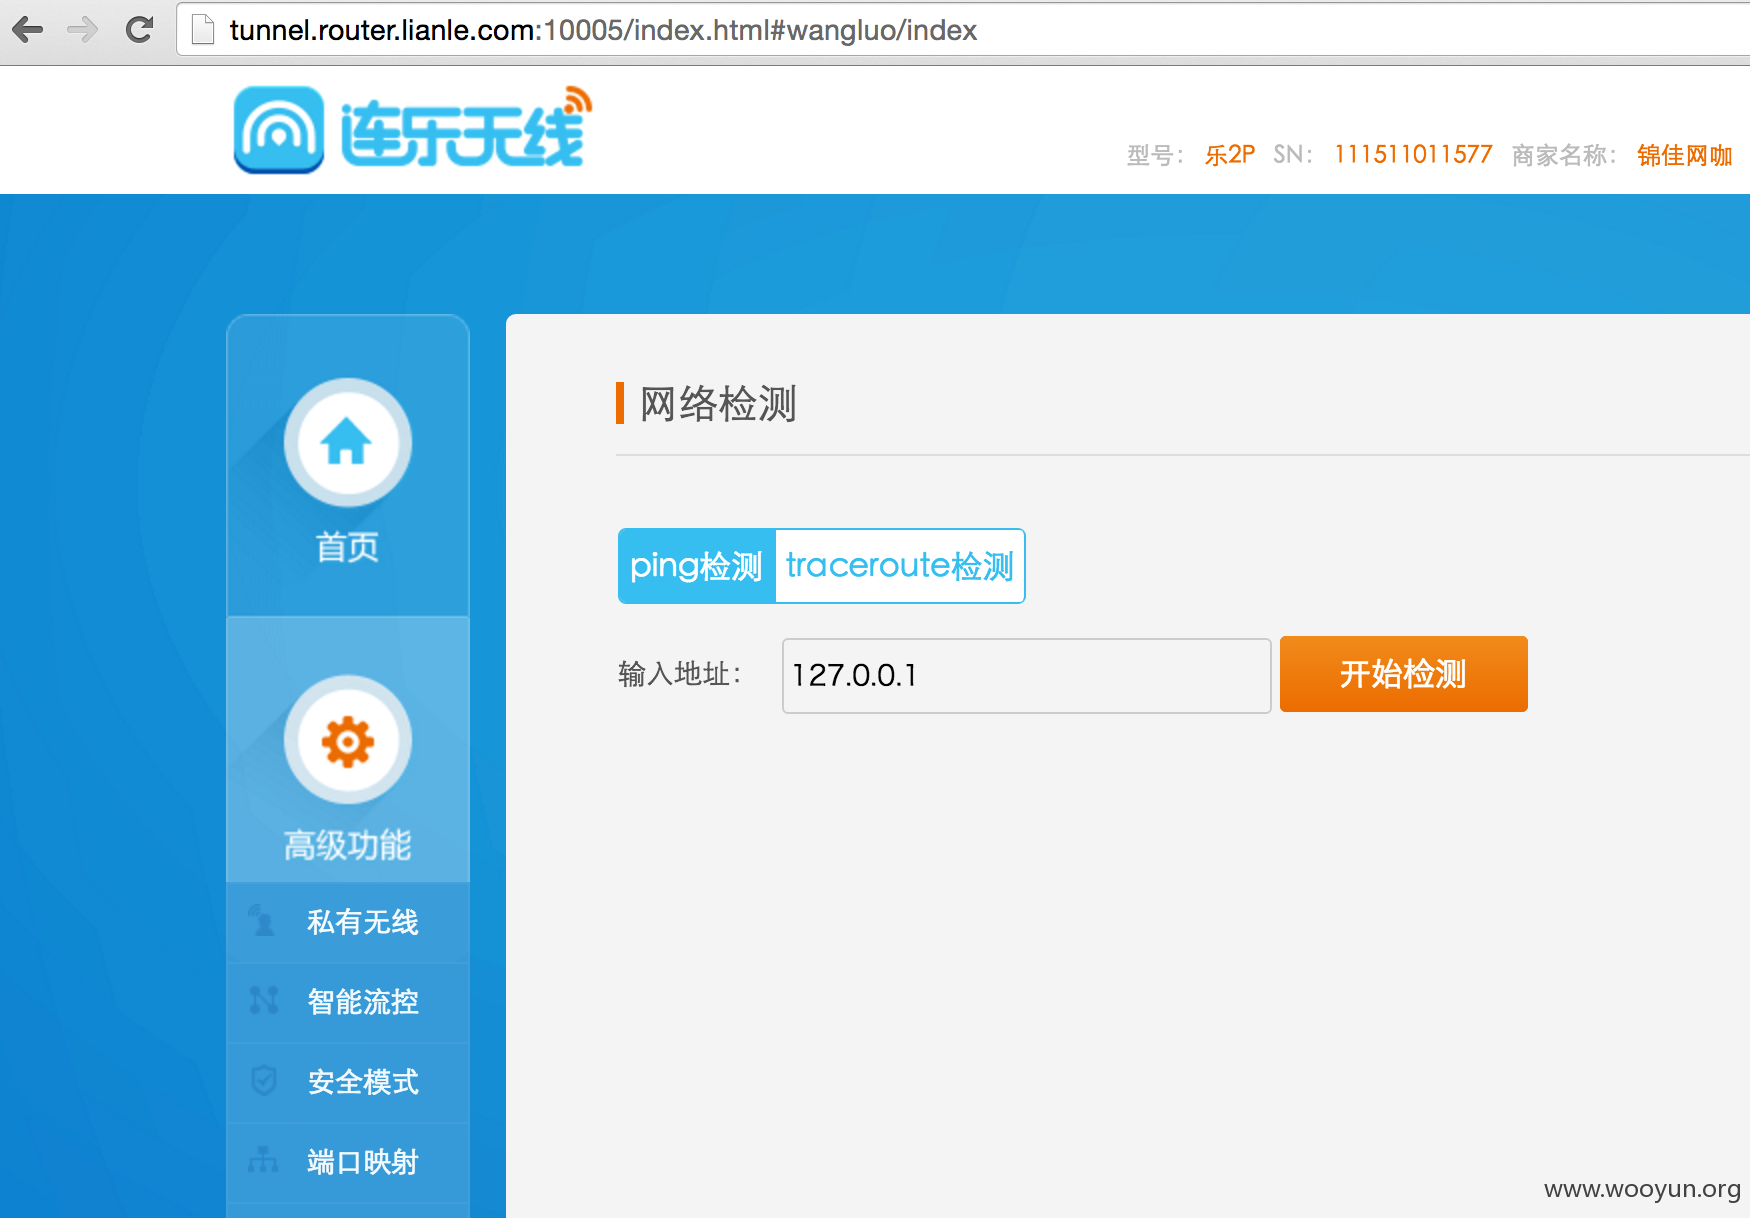 tunnel.router.lianle.com:10005/index.html#wangluo/index
连乐无线
型号： 乐2P SN： 111511011577 商家名称： 锦佳网咖
首页
高级功能
私有无线
智能流控
安全模式
端口映射
网络检测
ping检测 traceroute检测
输入地址： 127.0.0.1 开始检测
www.wooyun.org